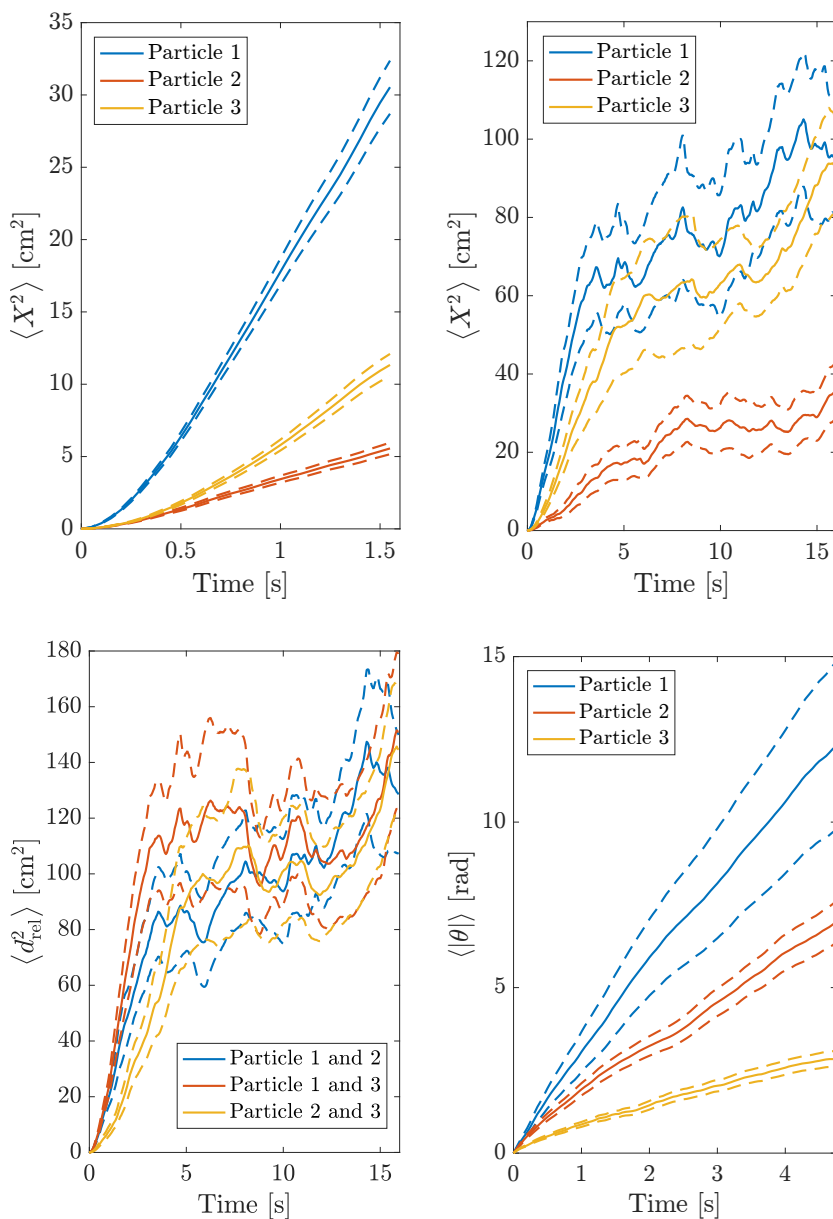 35
30
25
20
15
10
5
0
⟨X²⟩ [cm²]
Particle 1
Particle 2
Particle 3
0
0.5
1
1.5
Time [s]
120
100
80
60
40
20
0
⟨X²⟩ [cm²]
Particle 1
Particle 2
Particle 3
0
5
10
15
Time [s]
180
160
140
120
100
80
60
40
20
0
⟨d²rel⟩ [cm²]
Particle 1 and 2
Particle 1 and 3
Particle 2 and 3
0
5
10
15
Time [s]
15
10
5
0
⟨|θ|⟩ [rad]
Particle 1
Particle 2
Particle 3
0
1
2
3
4
Time [s]